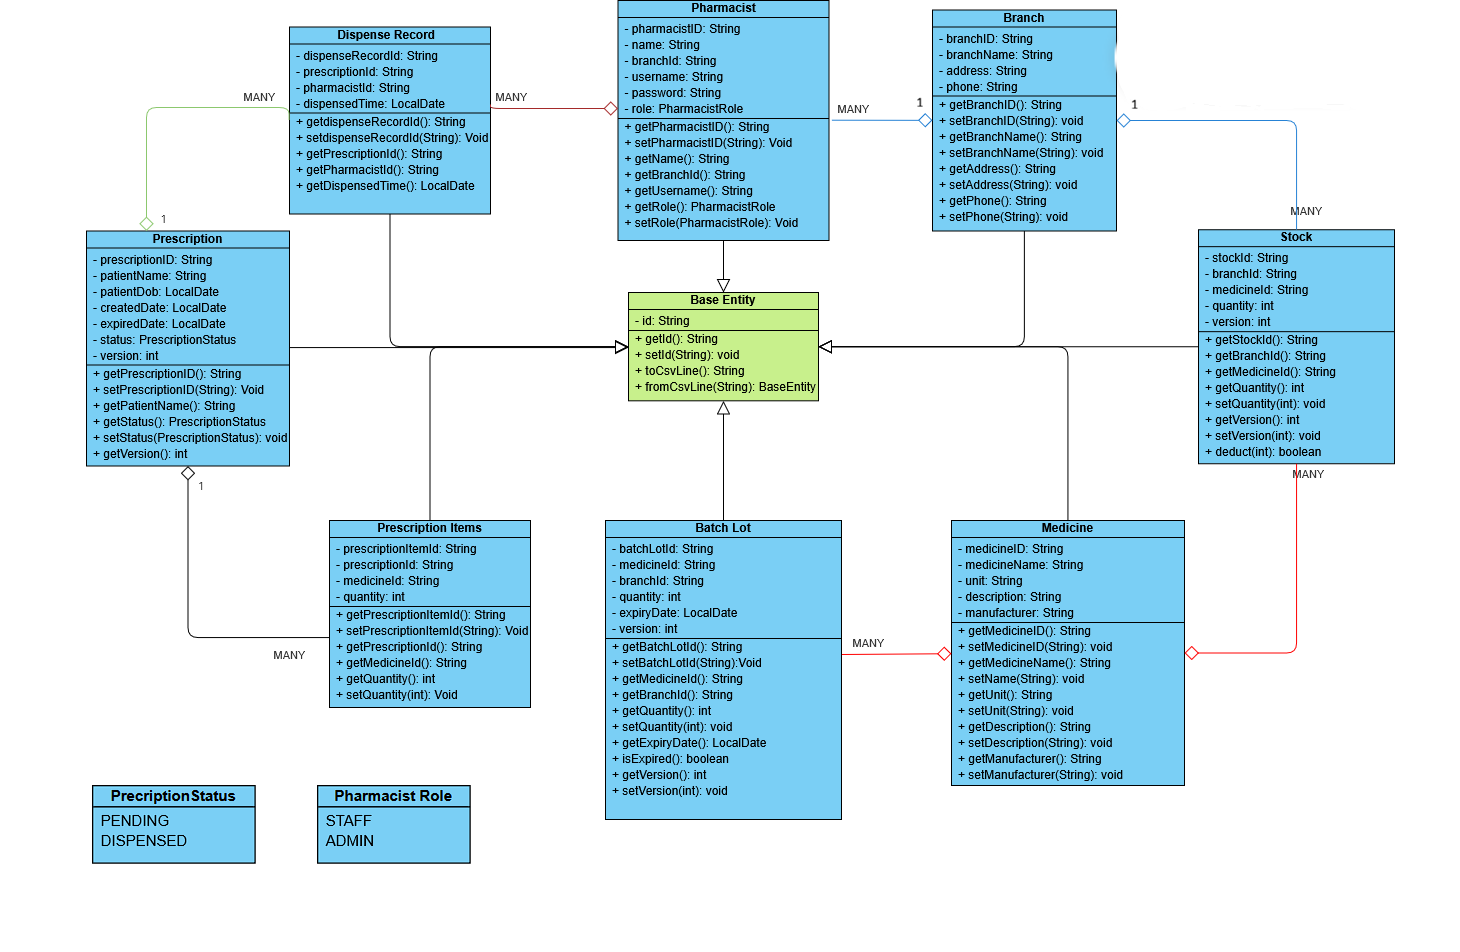 Dispense Record
- dispenseRecordId: String
- prescriptionId: String
- pharmacistId: String
- dispensedTime: LocalDate
+ getdispenseRecordId(): String
+ setdispenseRecordId(String): Void
+ getPrescriptionId(): String
+ getPharmacistId(): String
+ getDispensedTime(): LocalDate
MANY
MANY
Pharmacist
- pharmacistID: String
- name: String
- branchId: String
- username: String
- password: String
- role: PharmacistRole
+ getPharmacistID(): String
+ setPharmacistID(String): Void
+ getName(): String
+ getBranchId(): String
+ getUsername(): String
+ getRole(): PharmacistRole
+ setRole(PharmacistRole): Void
MANY
1
Branch
- branchID: String
- branchName: String
- address: String
- phone: String
+ getBranchID(): String
+ setBranchID(String): void
+ getBranchName(): String
+ setBranchName(String): void
+ getAddress(): String
+ setAddress(String): void
+ getPhone(): String
+ setPhone(String): void
1
MANY
1
Prescription
- prescriptionID: String
- patientName: String
- patientDob: LocalDate
- createdDate: LocalDate
- expiredDate: LocalDate
- status: PrescriptionStatus
- version: int
+ getPrescriptionID(): String
+ setPrescriptionID(String): Void
+ getPatientName(): String
+ getStatus(): PrescriptionStatus
+ setStatus(PrescriptionStatus): void
+ getVersion(): int
1
Base Entity
- id: String
+ getId(): String
+ setId(String): void
+ toCsvLine(): String
+ fromCsvLine(String): BaseEntity
Stock
- stockId: String
- branchId: String
- medicineId: String
- quantity: int
- version: int
+ getStockId(): String
+ getBranchId(): String
+ getMedicineId(): String
+ getQuantity(): int
+ setQuantity(int): void
+ getVersion(): int
+ setVersion(int): void
+ deduct(int): boolean
MANY
Prescription Items
- prescriptionItemId: String
- prescriptionId: String
- medicineId: String
- quantity: int
+ getPrescriptionItemId(): String
+ setPrescriptionItemId(String): Void
+ getPrescriptionId(): String
+ getMedicineId(): String
+ getQuantity(): int
+ setQuantity(int): Void
MANY
Batch Lot
- batchLotId: String
- medicineId: String
- branchId: String
- quantity: int
- expiryDate: LocalDate
- version: int
+ getBatchLotId(): String
+ setBatchLotId(String):Void
+ getMedicineId(): String
+ getBranchId(): String
+ getQuantity(): int
+ setQuantity(int): void
+ getExpiryDate(): LocalDate
+ isExpired(): boolean
+ getVersion(): int
+ setVersion(int): void
MANY
Medicine
- medicineID: String
- medicineName: String
- unit: String
- description: String
- manufacturer: String
+ getMedicineID(): String
+ setMedicineID(String): void
+ getMedicineName(): String
+ setName(String): void
+ getUnit(): String
+ setUnit(String): void
+ getDescription(): String
+ setDescription(String): void
+ getManufacturer(): String
+ setManufacturer(String): void
PrecriptionStatus
PENDING
DISPENSED
Pharmacist Role
STAFF
ADMIN